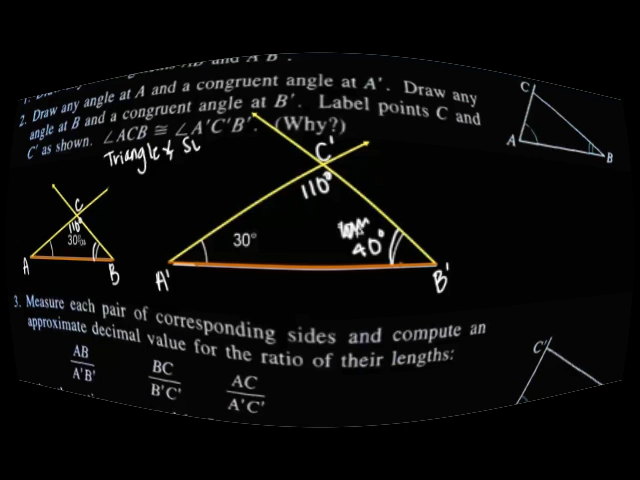 AB and A'B'.
2. Draw any angle at A and a congruent angle at A'. Draw any
angle at B and a congruent angle at B'. Label points C and
C' as shown. ∠ACB ≅ ∠A'C'B'. (Why?)
Triangle
C
A
B
C'
110°
30°
40°
A'
B'
C
110°
A
B
3. Measure each pair of corresponding sides and compute an
approximate decimal value for the ratio of their lengths:
AB
A'B'
BC
B'C'
AC
A'C'
C'